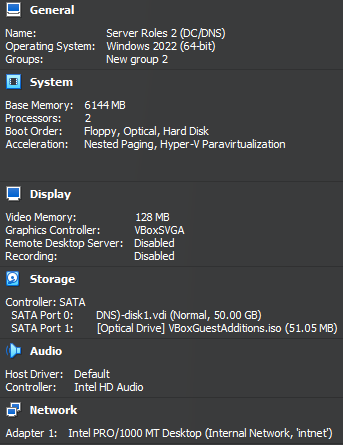 General
Name: Server Roles 2 (DC/DNS)
Operating System: Windows 2022 (64-bit)
Groups: New group 2
System
Base Memory: 6144 MB
Processors: 2
Boot Order: Floppy, Optical, Hard Disk
Acceleration: Nested Paging, Hyper-V Paravirtualization
Display
Video Memory: 128 MB
Graphics Controller: VBoxSVGA
Remote Desktop Server: Disabled
Recording: Disabled
Storage
Controller: SATA
SATA Port 0: DNS)-disk1.vdi (Normal, 50.00 GB)
SATA Port 1: [Optical Drive] VBoxGuestAdditions.iso (51.05 MB)
Audio
Host Driver: Default
Controller: Intel HD Audio
Network
Adapter 1: Intel PRO/1000 MT Desktop (Internal Network, 'intnet')